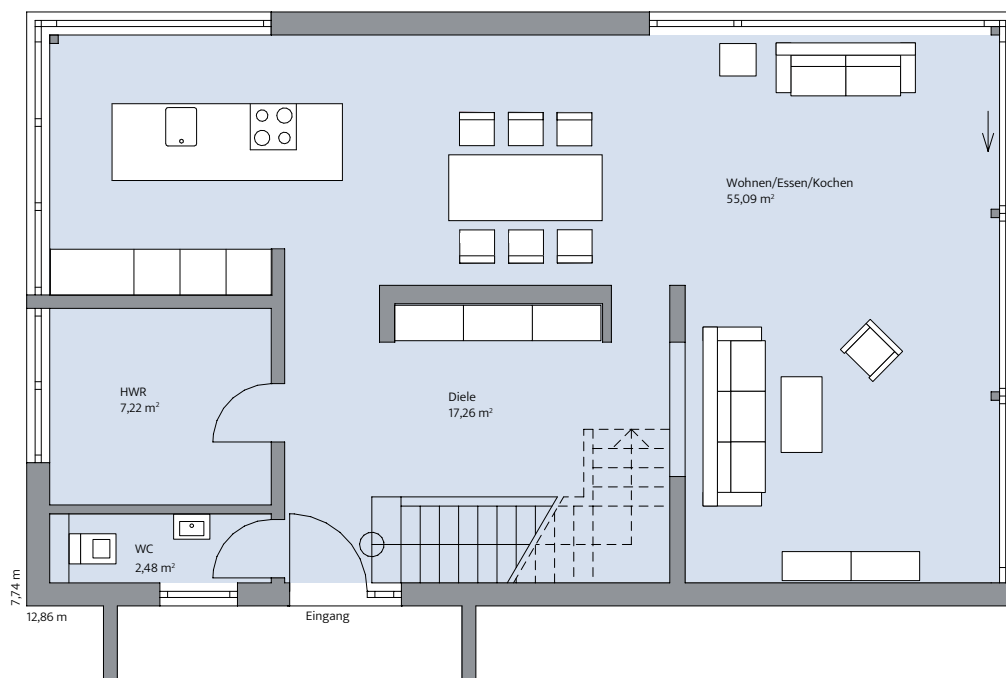 Wohnen/Essen/Kochen
55,09 m²
HWR
7,22 m²
Diele
17,26 m²
WC
2,48 m²
7,74 m
12,86 m
Eingang